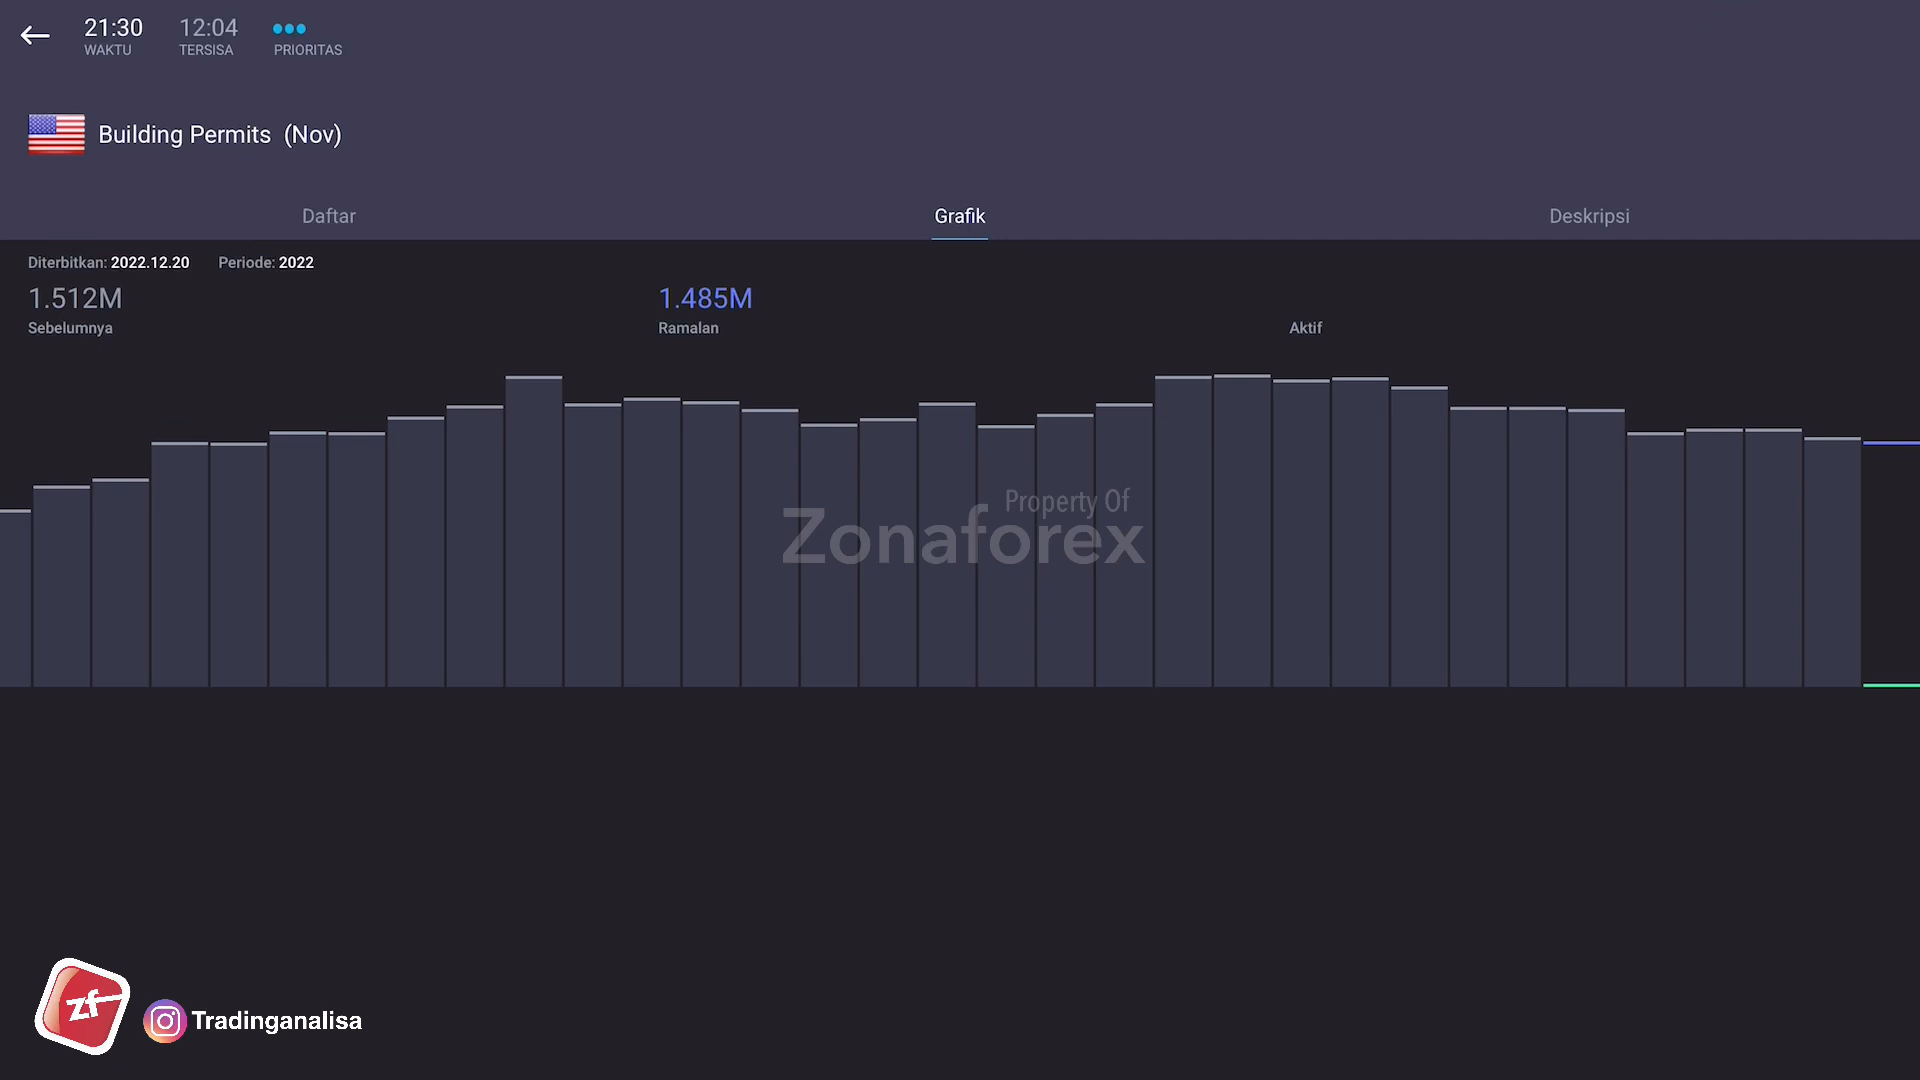 21:30 12:04
WAKTU TERSISA PRIORITAS
Building Permits (Nov)
Daftar Grafik Deskripsi
Diterbitkan: 2022.12.20 Periode: 2022
1.512M 1.485M
Sebelumnya Ramalan Aktif
Property Of
Zonaforex
zf
Tradinganalisa